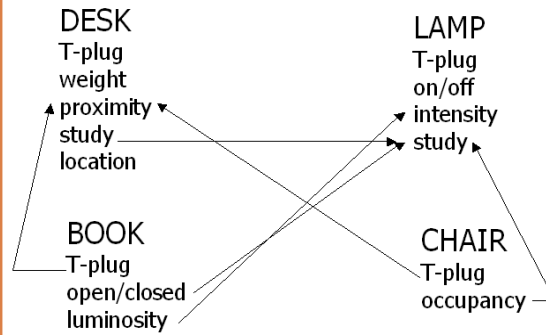 DESK
T-plug
weight
proximity
study
location
LAMP
T-plug
on/off
intensity
study
BOOK
T-plug
open/closed
luminosity
CHAIR
T-plug
occupancy